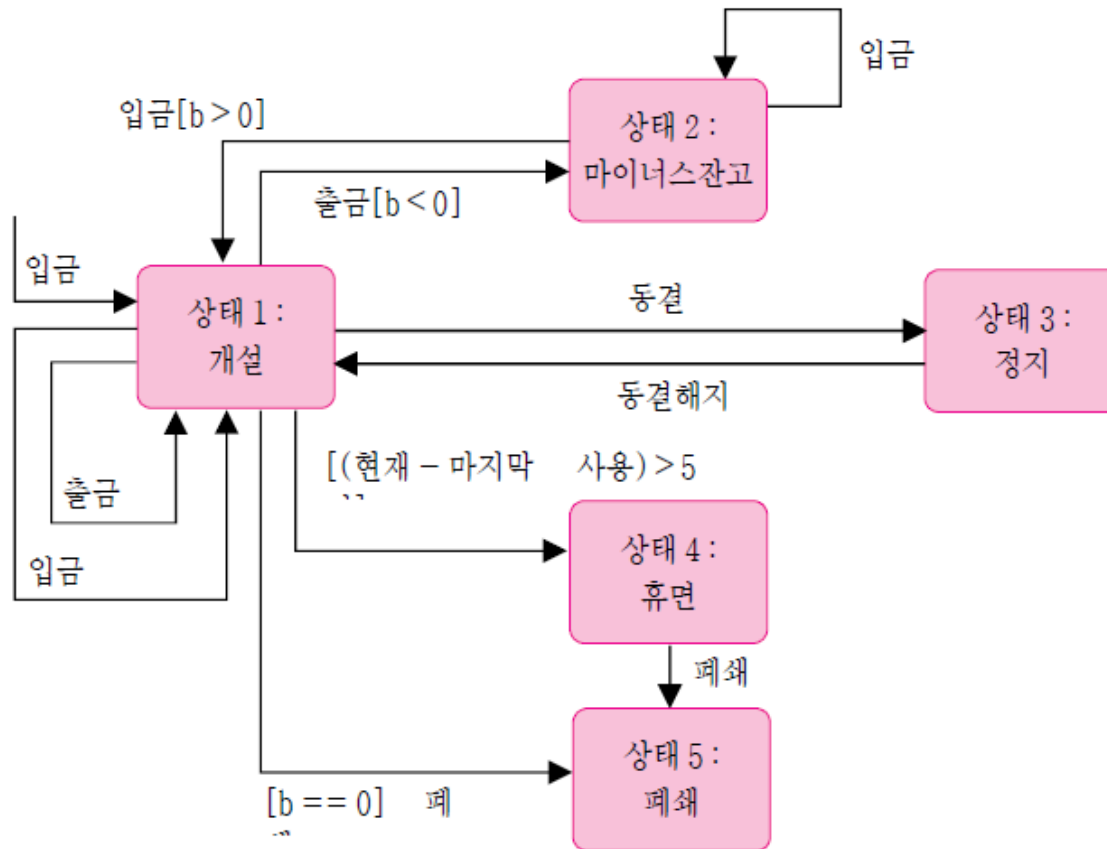 입금
상태 2 :
마이너스잔고
입금[b > 0]
출금[b < 0]
입금
상태 1 :
개설
동결
상태 3 :
정지
동결해지
[(현재 – 마지막 사용) > 5
출금
입금
상태 4 :
휴면
폐쇄
상태 5 :
폐쇄
[b == 0] 폐